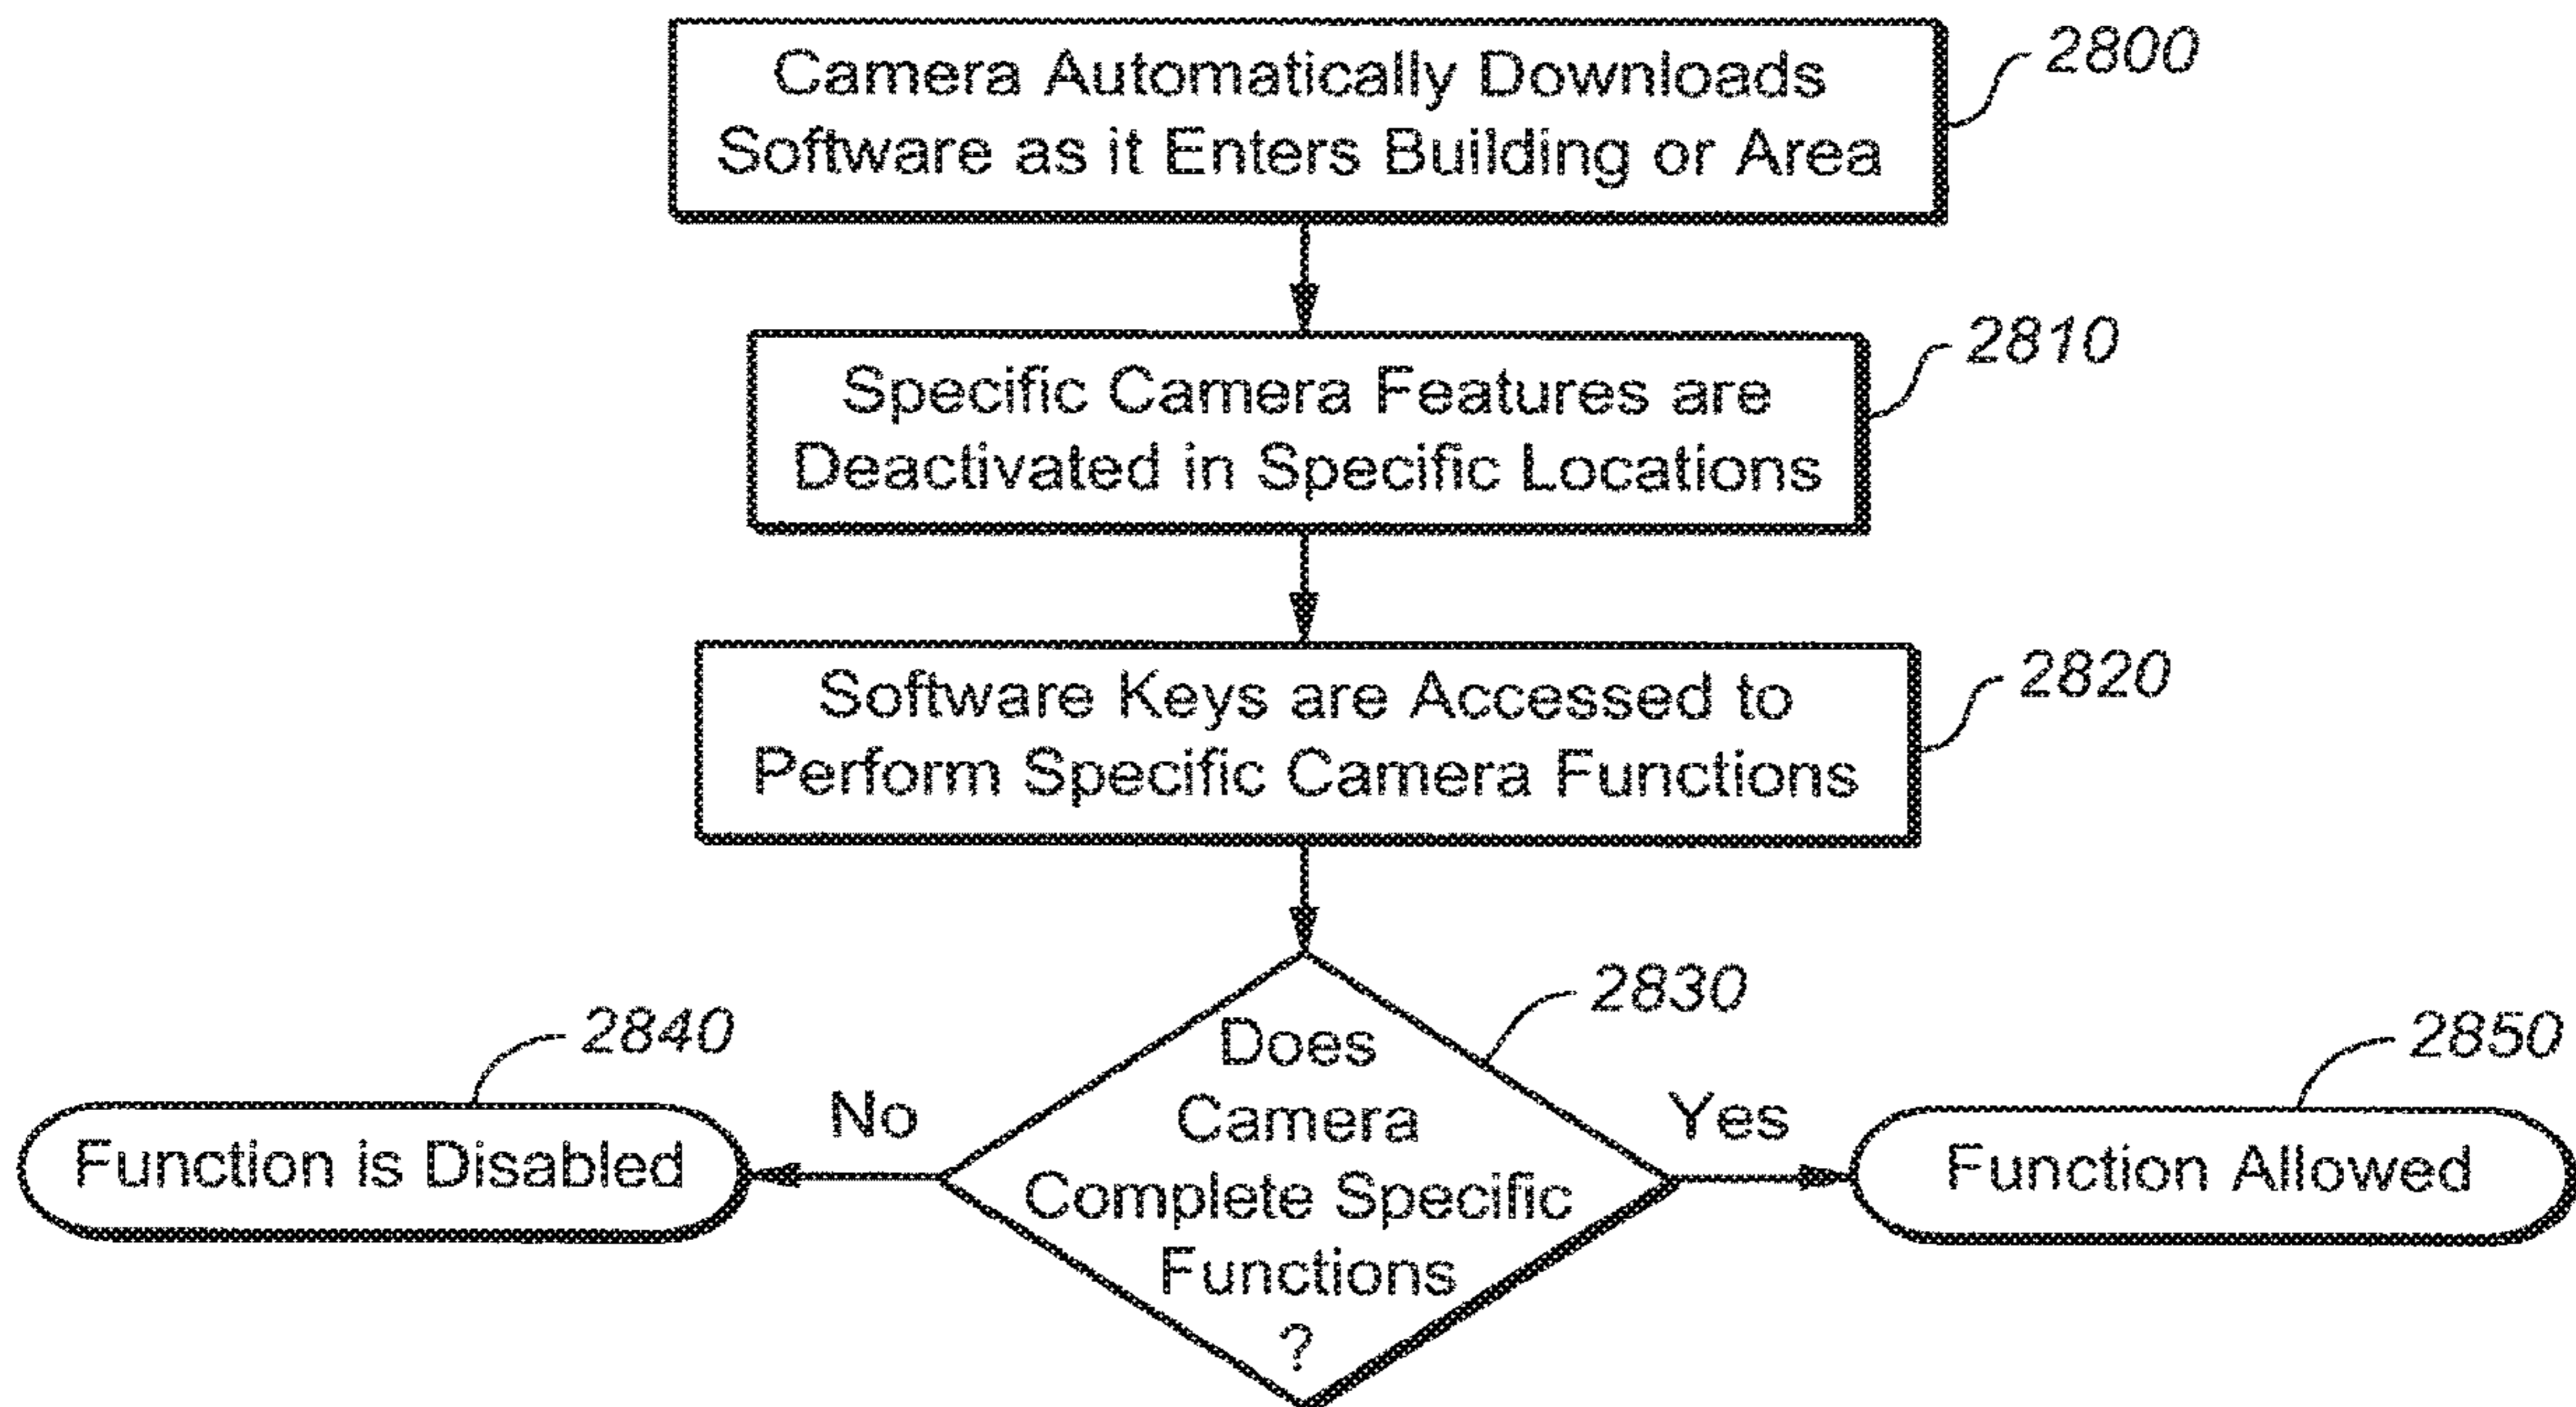 Camera Automatically Downloads
Software as it Enters Building or Area
2800
Specific Camera Features are
Deactivated in Specific Locations
2810
Software Keys are Accessed to
Perform Specific Camera Functions
2820
Does
Camera
Complete Specific
Functions
?
2830
No
Function is Disabled
2840
Yes
Function Allowed
2850